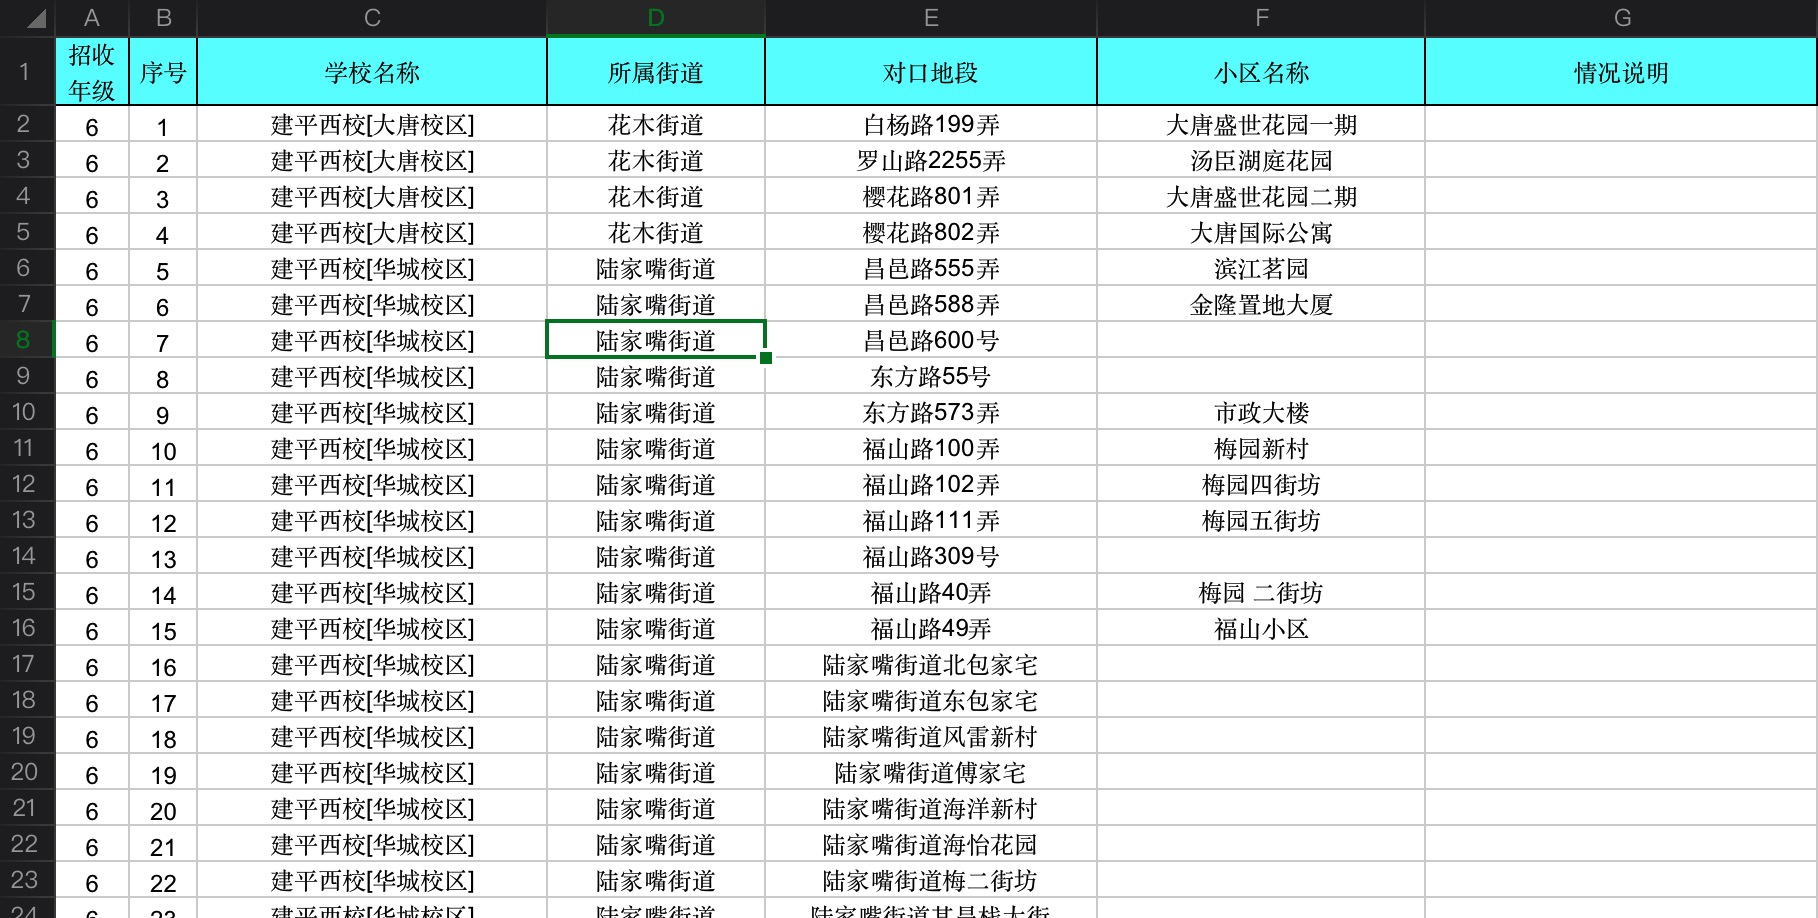 A B C D E F G
1 招收年级 序号 学校名称 所属街道 对口地段 小区名称 情况说明
2 6 1 建平西校[大唐校区] 花木街道 白杨路199弄 大唐盛世花园一期
3 6 2 建平西校[大唐校区] 花木街道 罗山路2255弄 汤臣湖庭花园
4 6 3 建平西校[大唐校区] 花木街道 樱花路801弄 大唐盛世花园二期
5 6 4 建平西校[大唐校区] 花木街道 樱花路802弄 大唐国际公寓
6 6 5 建平西校[华城校区] 陆家嘴街道 昌邑路555弄 滨江茗园
7 6 6 建平西校[华城校区] 陆家嘴街道 昌邑路588弄 金隆置地大厦
8 6 7 建平西校[华城校区] 陆家嘴街道 昌邑路600号
9 6 8 建平西校[华城校区] 陆家嘴街道 东方路55号
10 6 9 建平西校[华城校区] 陆家嘴街道 东方路573弄 市政大楼
11 6 10 建平西校[华城校区] 陆家嘴街道 福山路100弄 梅园新村
12 6 11 建平西校[华城校区] 陆家嘴街道 福山路102弄 梅园四街坊
13 6 12 建平西校[华城校区] 陆家嘴街道 福山路111弄 梅园五街坊
14 6 13 建平西校[华城校区] 陆家嘴街道 福山路309号
15 6 14 建平西校[华城校区] 陆家嘴街道 福山路40弄 梅园 二街坊
16 6 15 建平西校[华城校区] 陆家嘴街道 福山路49弄 福山小区
17 6 16 建平西校[华城校区] 陆家嘴街道 陆家嘴街道北包家宅
18 6 17 建平西校[华城校区] 陆家嘴街道 陆家嘴街道东包家宅
19 6 18 建平西校[华城校区] 陆家嘴街道 陆家嘴街道风雷新村
20 6 19 建平西校[华城校区] 陆家嘴街道 陆家嘴街道傅家宅
21 6 20 建平西校[华城校区] 陆家嘴街道 陆家嘴街道海洋新村
22 6 21 建平西校[华城校区] 陆家嘴街道 陆家嘴街道海怡花园
23 6 22 建平西校[华城校区] 陆家嘴街道 陆家嘴街道梅二街坊
24 6 23 建平西校[华城校区] 陆家嘴街道